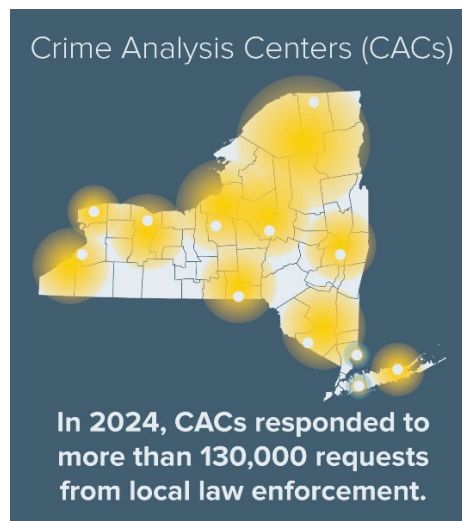 Crime Analysis Centers (CACs)
In 2024, CACs responded to
more than 130,000 requests
from local law enforcement.